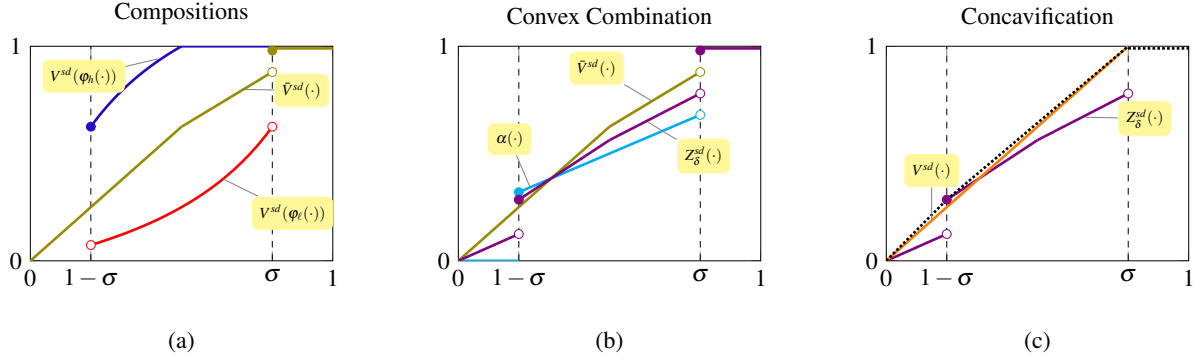 Compositions
1
V^{sd}(φ_h(·))
V̄^{sd}(·)
V^{sd}(φ_ℓ(·))
0
0 1 − σ σ 1
(a)
Convex Combination
1
V̄^{sd}(·)
α(·)
Z_δ^{sd}(·)
0
0 1 − σ σ 1
(b)
Concavification
1
Z_δ^{sd}(·)
V^{sd}(·)
0
0 1 − σ σ 1
(c)